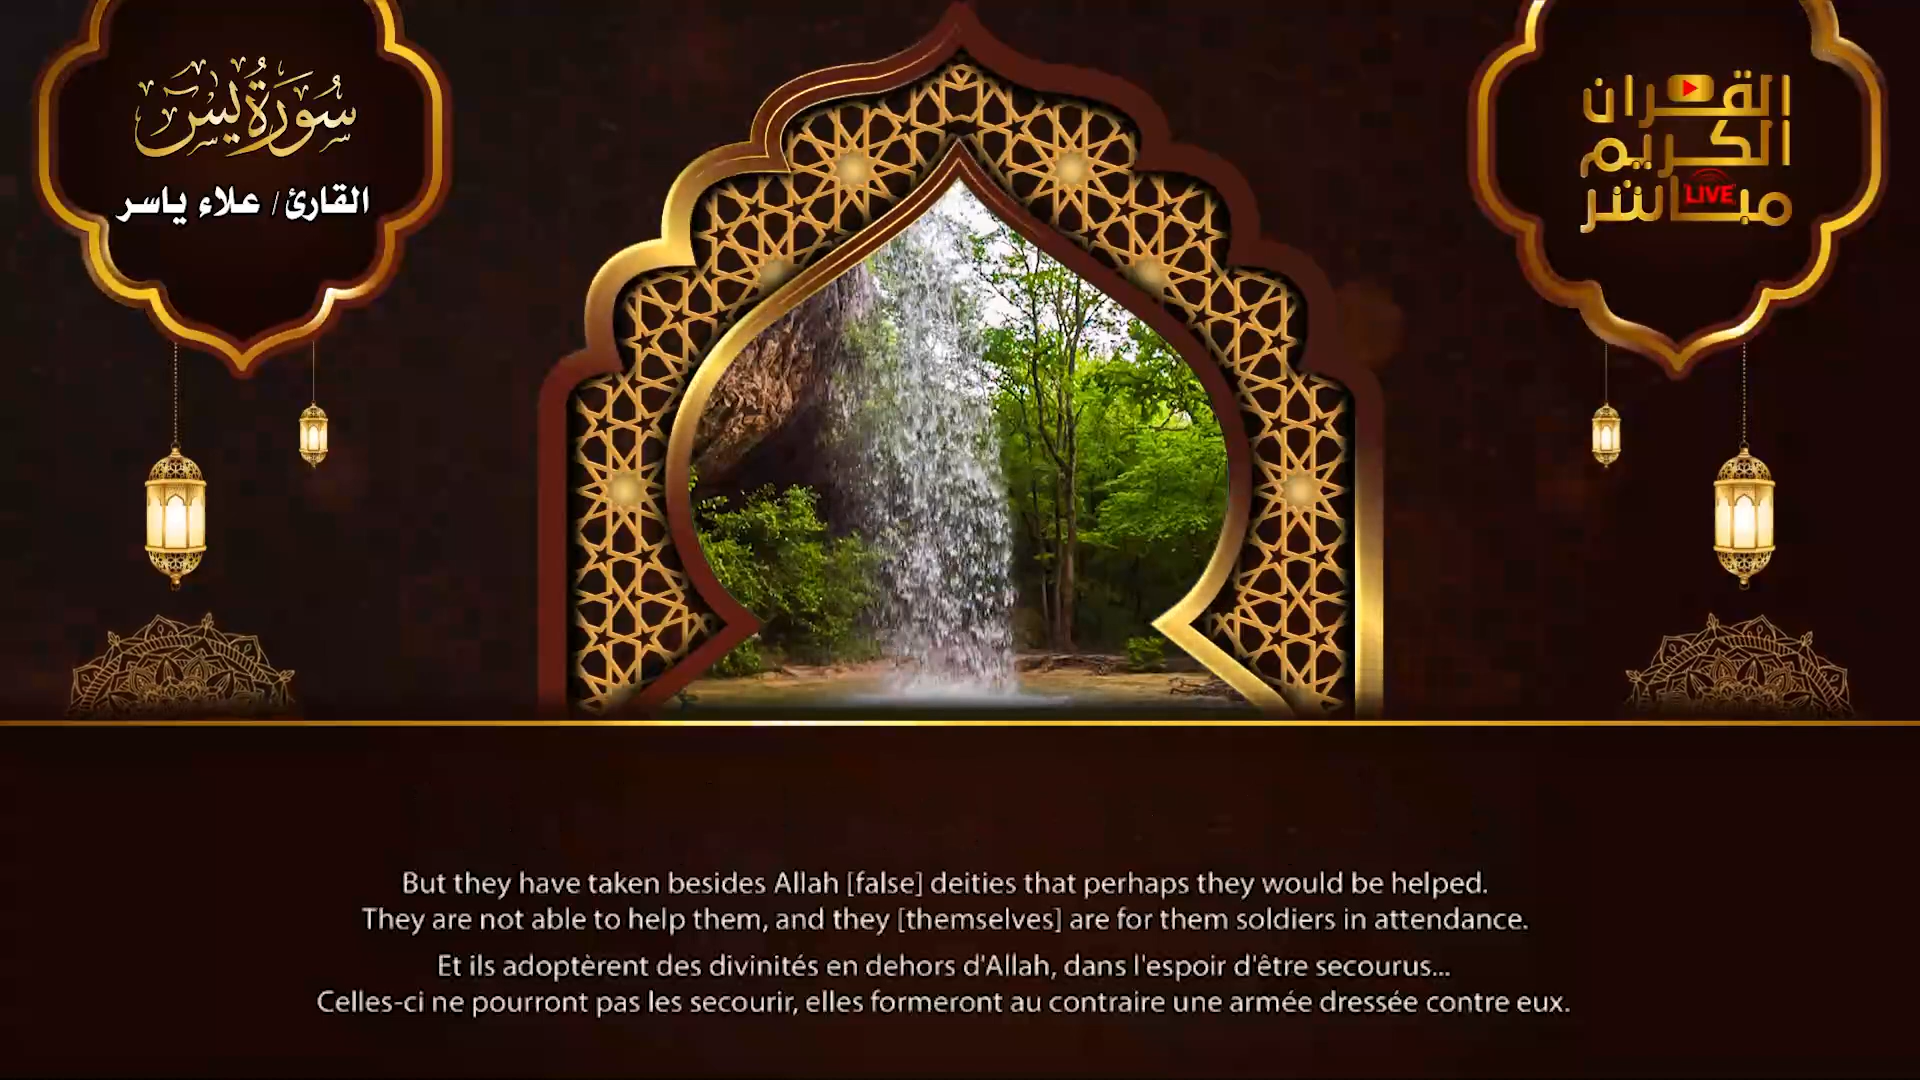 سُورَةُ يس
القارئ / علاء ياسر
القـران
الكـريم
مبـاشر
LIVE
But they have taken besides Allah [false] deities that perhaps they would be helped.
They are not able to help them, and they [themselves] are for them soldiers in attendance.
Et ils adoptèrent des divinités en dehors d'Allah, dans l'espoir d'être secourus...
Celles-ci ne pourront pas les secourir, elles formeront au contraire une armée dressée contre eux.